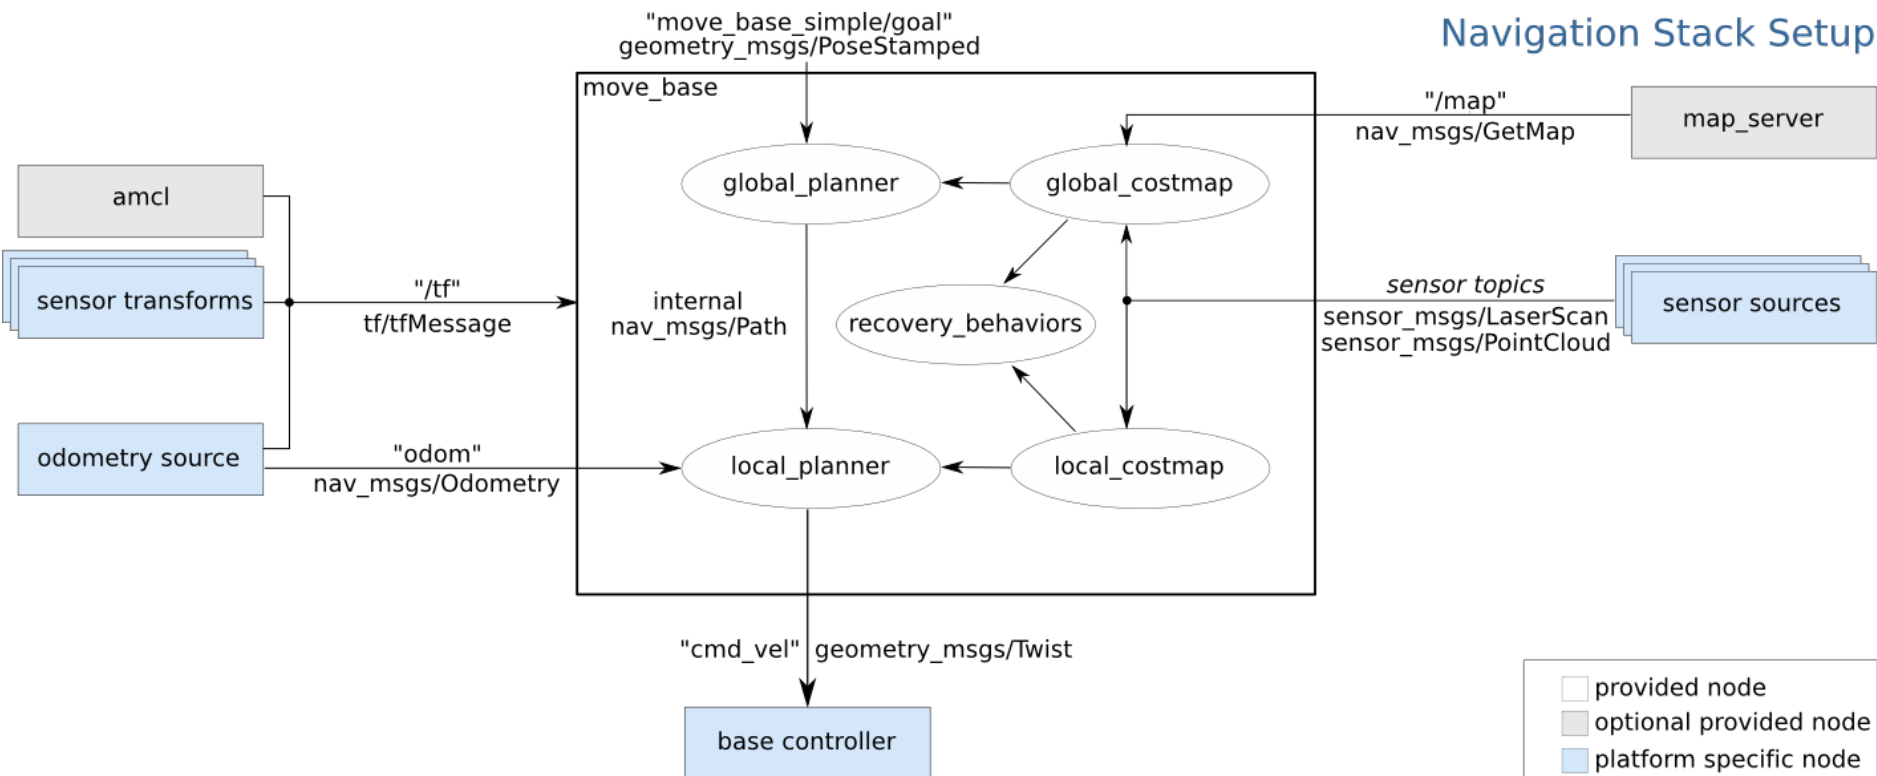 "move_base_simple/goal"
geometry_msgs/PoseStamped
Navigation Stack Setup
move_base
"/map"
nav_msgs/GetMap
map_server
global_planner
global_costmap
amcl
sensor transforms
"/tf"
tf/tfMessage
internal
nav_msgs/Path
recovery_behaviors
sensor topics
sensor_msgs/LaserScan
sensor_msgs/PointCloud
sensor sources
odometry source
"odom"
nav_msgs/Odometry
local_planner
local_costmap
"cmd_vel" geometry_msgs/Twist
base controller
provided node
optional provided node
platform specific node